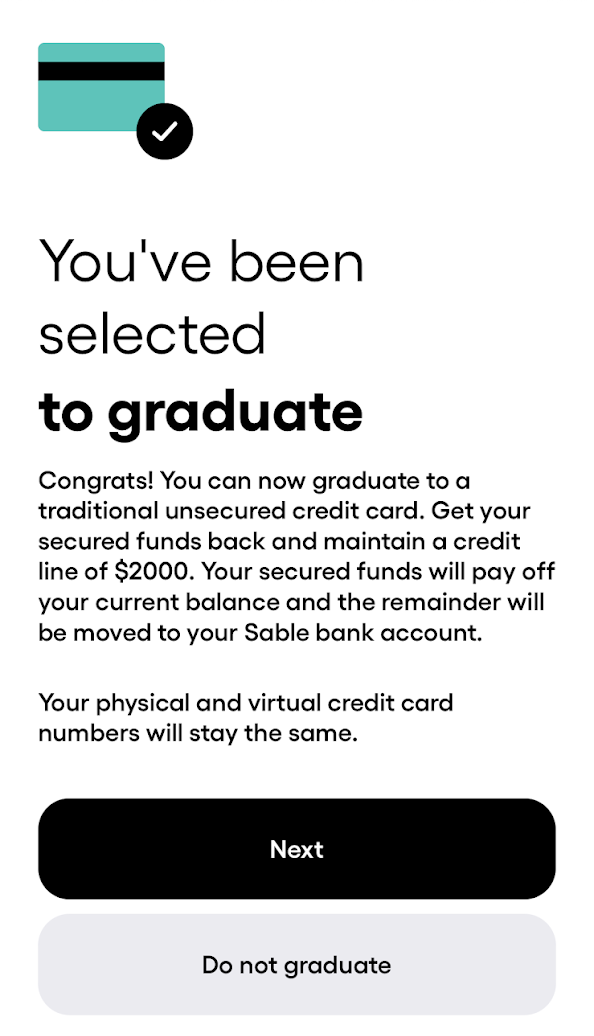 You've been
selected
to graduate
Congrats! You can now graduate to a
traditional unsecured credit card. Get your
secured funds back and maintain a credit
line of $2000. Your secured funds will pay off
your current balance and the remainder will
be moved to your Sable bank account.
Your physical and virtual credit card
numbers will stay the same.
Next
Do not graduate